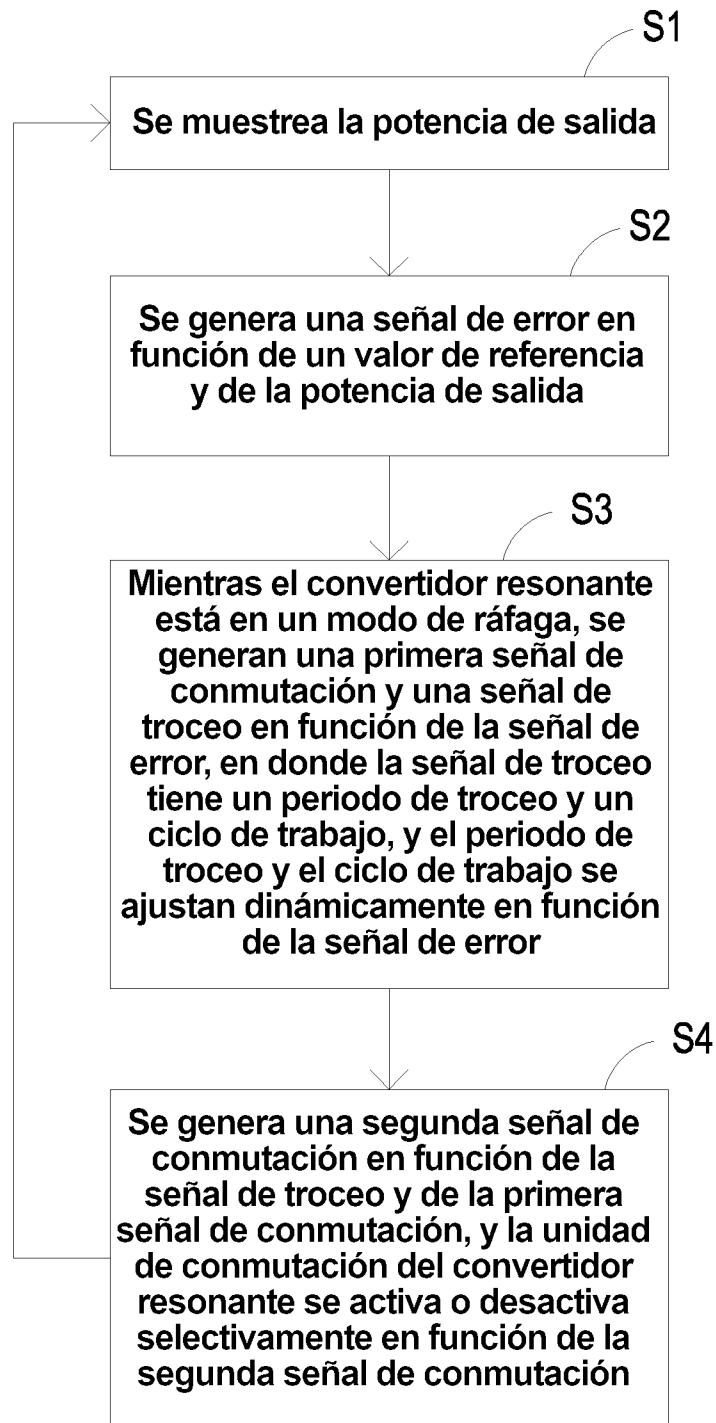 S1
Se muestrea la potencia de salida
S2
Se genera una señal de error en
función de un valor de referencia
y de la potencia de salida
S3
Mientras el convertidor resonante
está en un modo de ráfaga, se
generan una primera señal de
conmutación y una señal de
troceo en función de la señal de
error, en donde la señal de troceo
tiene un periodo de troceo y un
ciclo de trabajo, y el periodo de
troceo y el ciclo de trabajo se
ajustan dinámicamente en función
de la señal de error
S4
Se genera una segunda señal de
conmutación en función de la
señal de troceo y de la primera
señal de conmutación, y la unidad
de conmutación del convertidor
resonante se activa o desactiva
selectivamente en función de la
segunda señal de conmutación